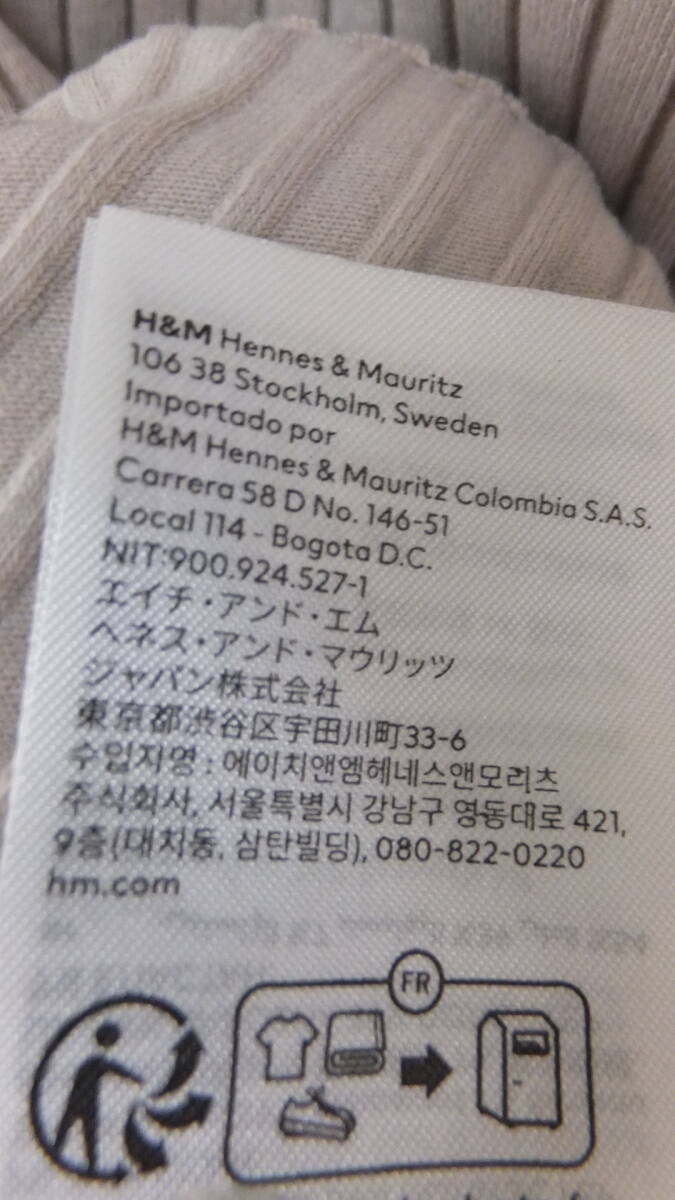 H&M Hennes & Mauritz
106 38 Stockholm, Sweden
Importado por
H&M Hennes & Mauritz Colombia S.A.S.
Carrera 58 D No. 146-51
Local 114 - Bogota D.C.
NIT:900.924.527-1
エイチ・アンド・エム
ヘネス・アンド・マウリッツ
ジャパン株式会社
東京都渋谷区宇田川町33-6
수입자명 : 에이치앤엠헤네스앤모리츠
주식회사, 서울특별시 강남구 영동대로 421,
9층(대치동, 삼탄빌딩), 080-822-0220
hm.com
FR